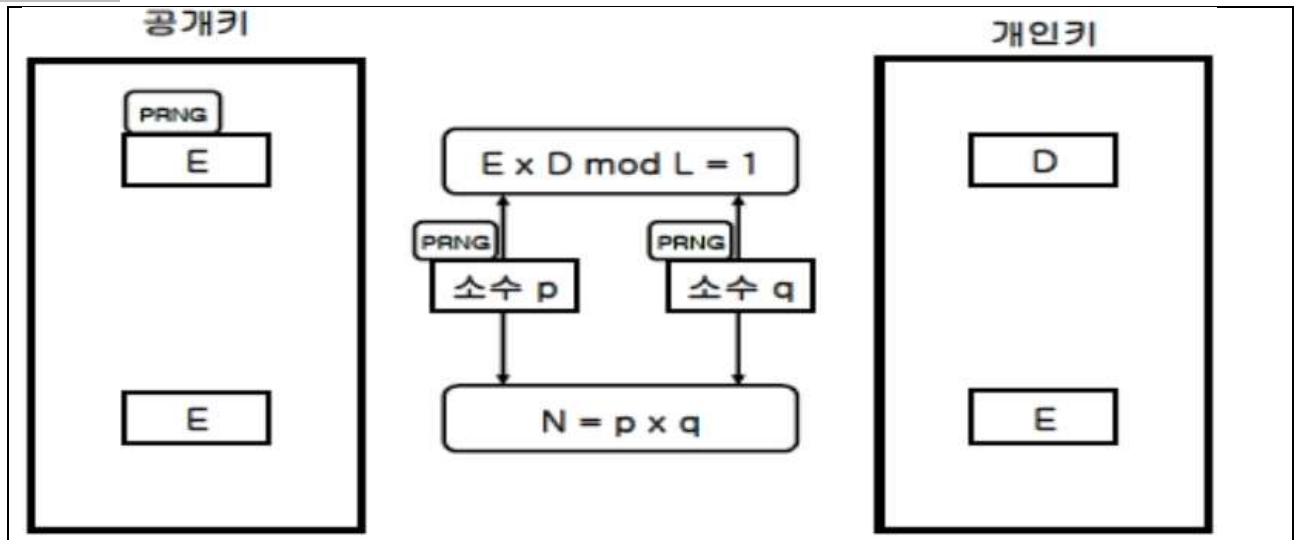 공개키
개인키
PRNG
E
E x D mod L = 1
D
PRNG
PRNG
소수 p
소수 q
E
N = p x q
E